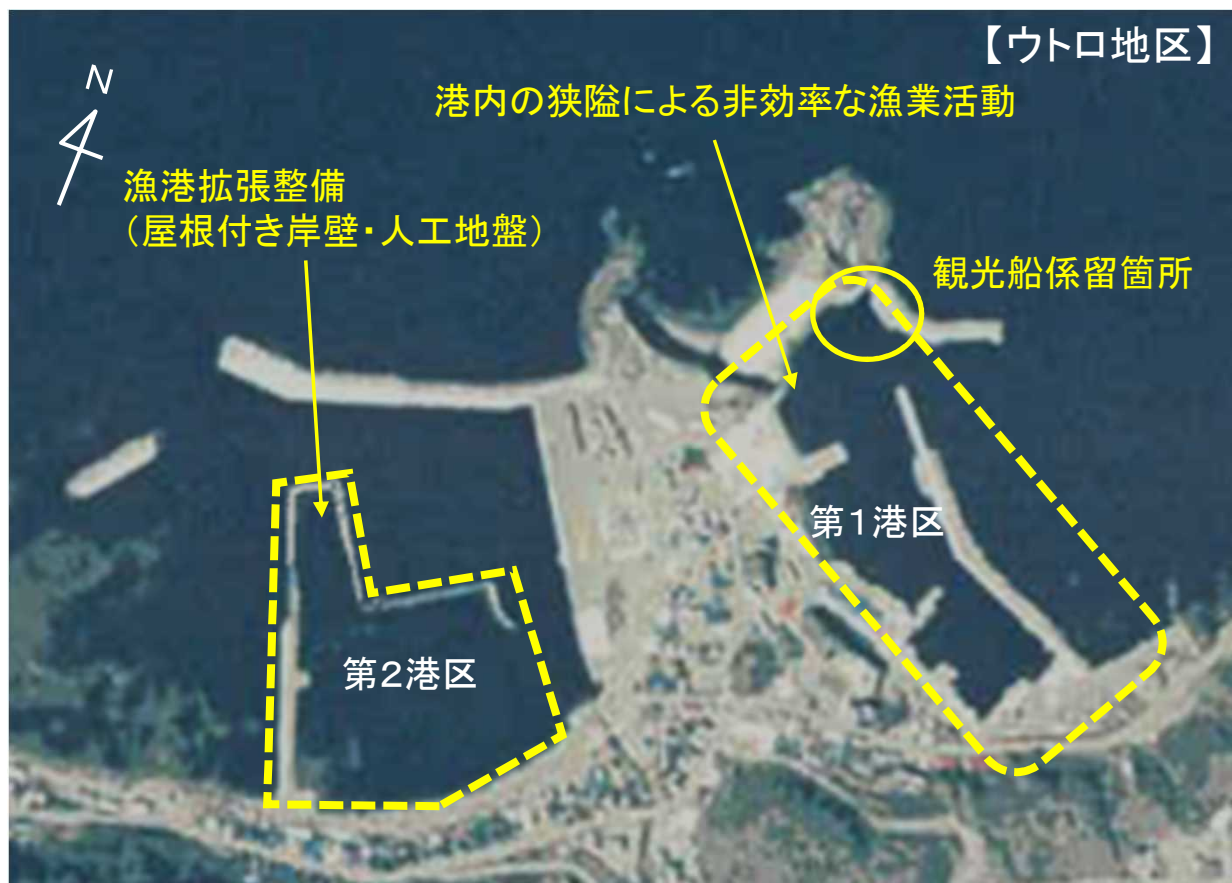 【ウトロ地区】
N
港内の狭隘による非効率な漁業活動
漁港拡張整備
（屋根付き岸壁・人工地盤）
観光船係留箇所
第1港区
第2港区